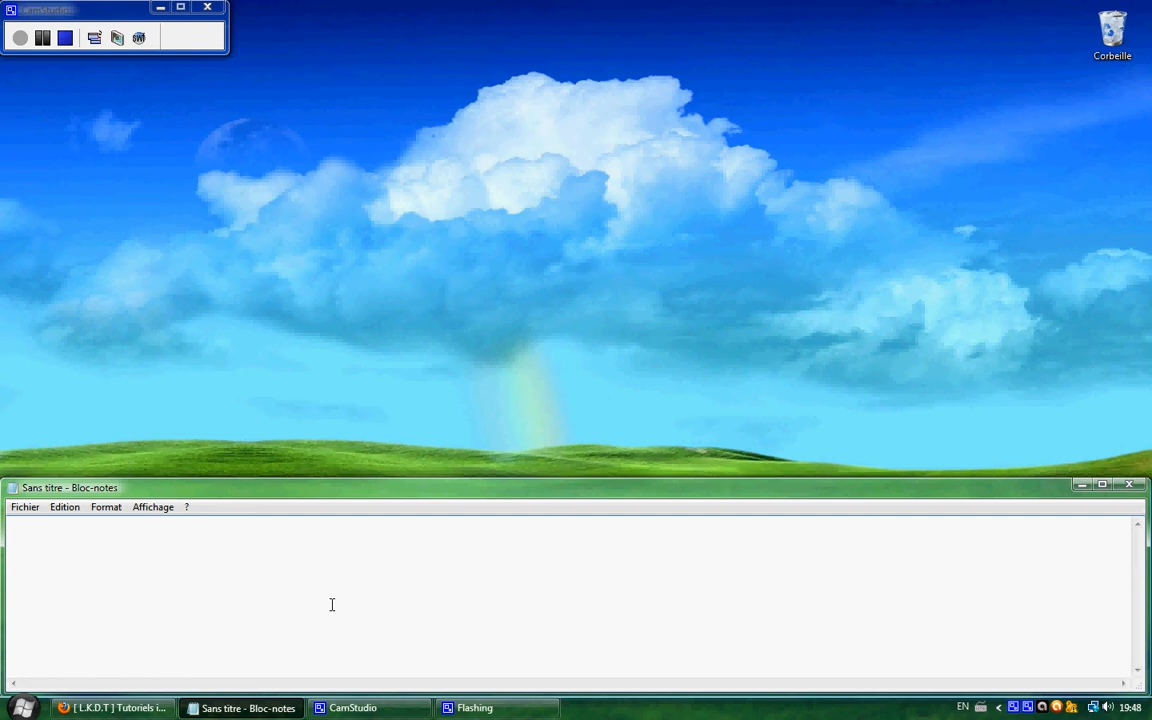 CamStudio
SWF
Corbeille
Sans titre - Bloc-notes
Fichier Edition Format Affichage ?
[ L.K.D.T ] Tutoriels i...
Sans titre - Bloc-notes
CamStudio
Flashing
EN
19:48